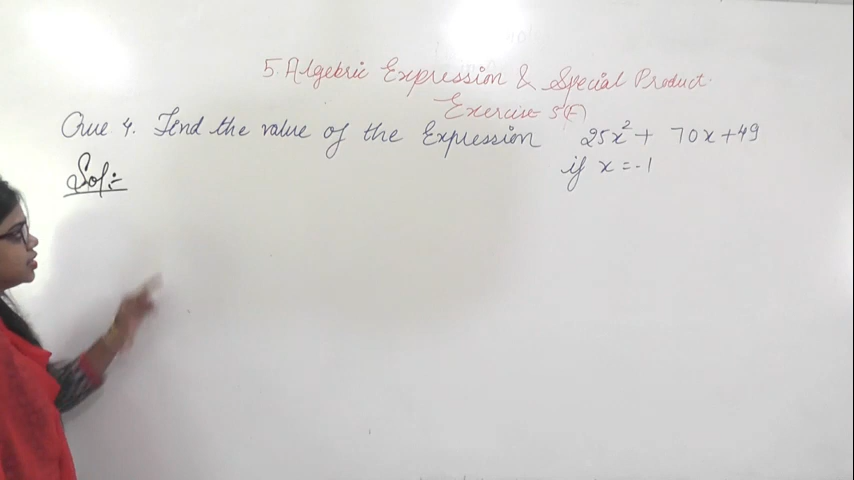 5. Algebric Expression & Special Product.
Exercise 5(F)
Que 4. Find the value of the Expression 25x² + 70x + 49
if x = -1
Sol:-